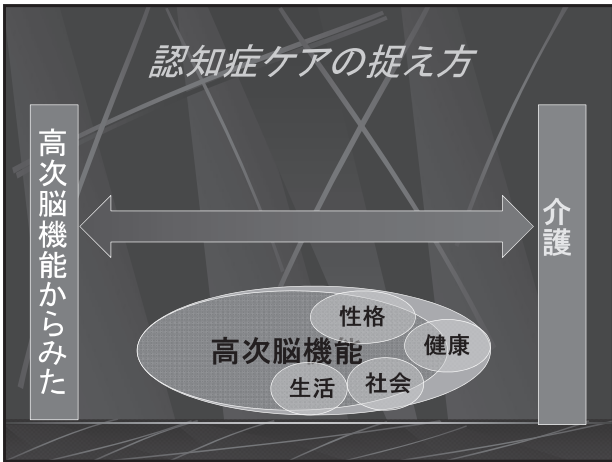 認知症ケアの捉え方
高次脳機能からみた
介護
性格
高次脳機能
健康
生活
社会